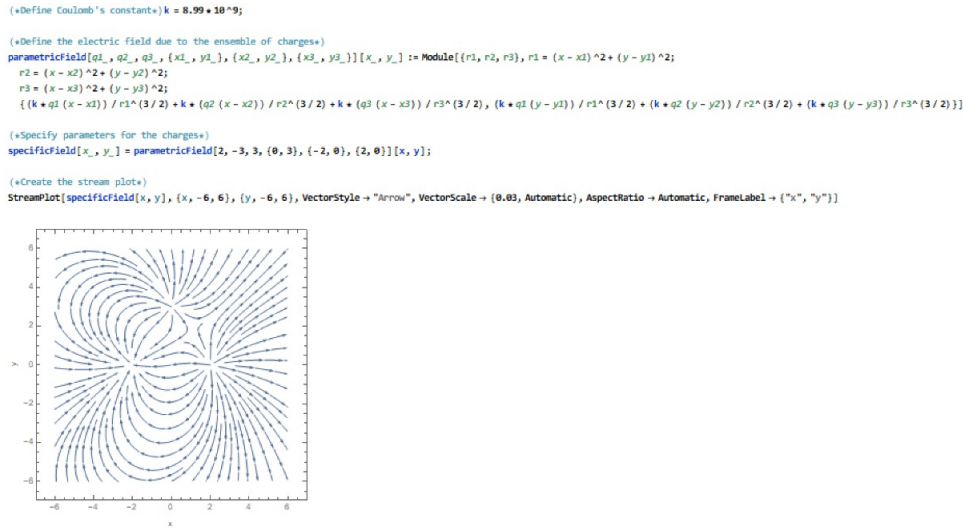 (*Define Coulomb's constant*) k = 8.99 * 10^9;
(*Define the electric field due to the ensemble of charges*)
parametricField[q1_, q2_, q3_, {x1_, y1_}, {x2_, y2_}, {x3_, y3_}][x_, y_] := Module[{r1, r2, r3}, r1 = (x - x1)^2 + (y - y1)^2;
r2 = (x - x2)^2 + (y - y2)^2;
r3 = (x - x3)^2 + (y - y3)^2;
{(k * q1 (x - x1)) / r1^(3 / 2) + k * (q2 (x - x2)) / r2^(3 / 2) + k * (q3 (x - x3)) / r3^(3 / 2), (k * q1 (y - y1)) / r1^(3 / 2) + (k * q2 (y - y2)) / r2^(3 / 2) + (k * q3 (y - y3)) / r3^(3 / 2)}]
(*Specify parameters for the charges*)
specificField[x_, y_] = parametricField[2, -3, 3, {0, 3}, {-2, 0}, {2, 0}][x, y];
(*Create the stream plot*)
StreamPlot[specificField[x, y], {x, -6, 6}, {y, -6, 6}, VectorStyle → "Arrow", VectorScale → {0.03, Automatic}, AspectRatio → Automatic, FrameLabel → {"x", "y"}]
6
4
2
y
0
-2
-4
-6
-6 -4 -2 0 2 4 6
x